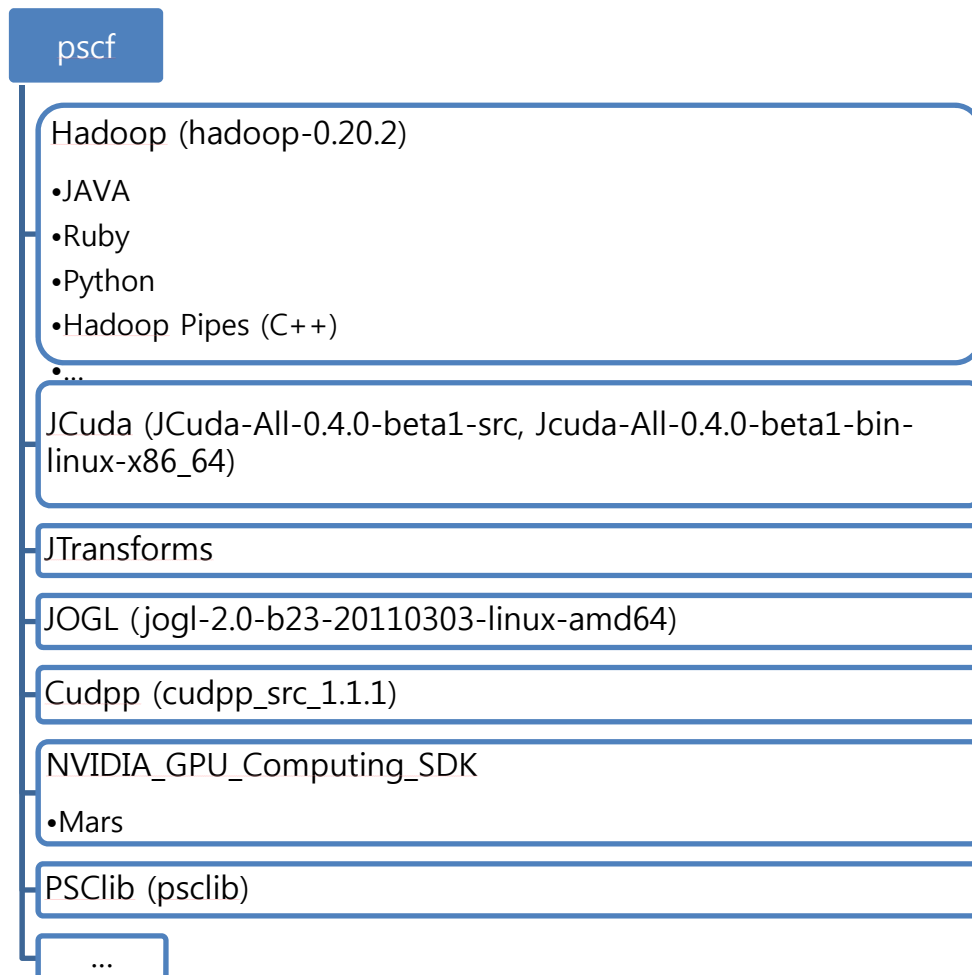 pscf
Hadoop (hadoop-0.20.2)
•JAVA
•Ruby
•Python
•Hadoop Pipes (C++)
•...
JCuda (JCuda-All-0.4.0-beta1-src, Jcuda-All-0.4.0-beta1-bin-
linux-x86_64)
JTransforms
JOGL (jogl-2.0-b23-20110303-linux-amd64)
Cudpp (cudpp_src_1.1.1)
NVIDIA_GPU_Computing_SDK
•Mars
PSClib (psclib)
...